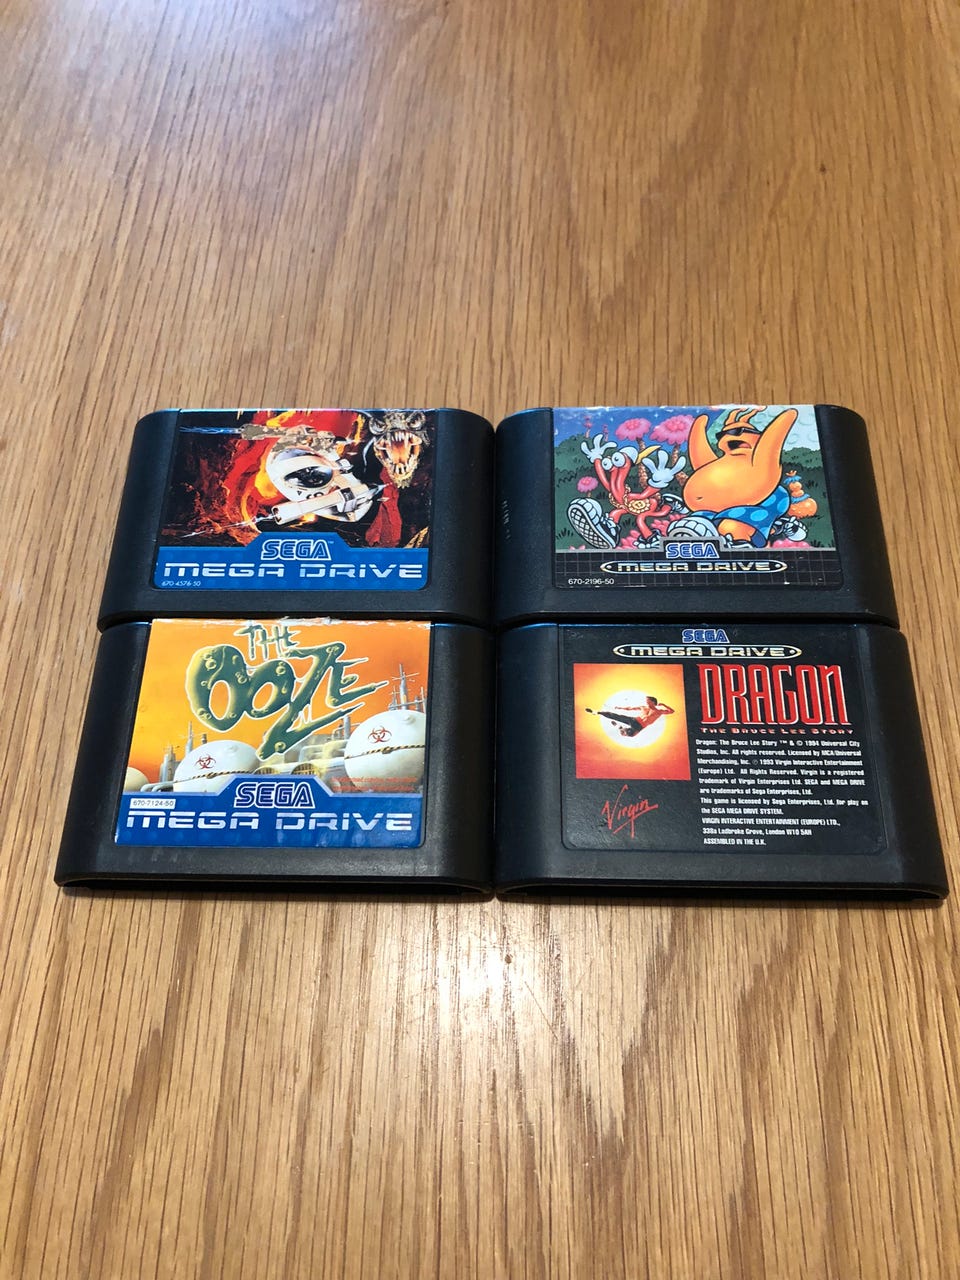 SEGA™
MEGA DRIVE
670-4576-50
SEGA
MEGA DRIVE
670-2196-50
THE
OOZE
670-7124-50
SEGA
MEGA DRIVE
SEGA
MEGA DRIVE
DRAGON
THE BRUCE LEE STORY
Dragon: The Bruce Lee Story ™ & © 1994 Universal City
Studios, Inc. All rights reserved. Licensed by MCA/Universal
Merchandising, Inc. ℗ 1993 Virgin Interactive Entertainment
(Europe) Ltd. All Rights Reserved. Virgin is a registered
trademark of Virgin Enterprises Ltd. SEGA and MEGA DRIVE
are trademarks of Sega Enterprises, Ltd.
This game is licensed by Sega Enterprises, Ltd. for play on
the SEGA MEGA DRIVE SYSTEM.
VIRGIN INTERACTIVE ENTERTAINMENT (EUROPE) LTD.,
338a Ladbroke Grove, London W10 5AH
ASSEMBLED IN THE U.K.
Virgin